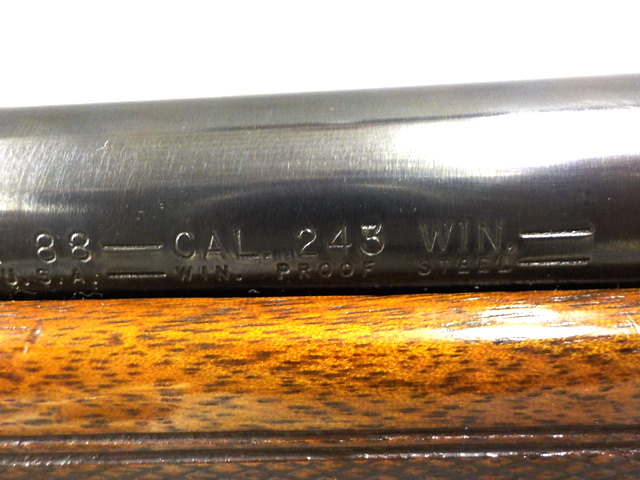 88 — CAL. 243 WIN.
U.S.A. — WIN. PROOF STEEL